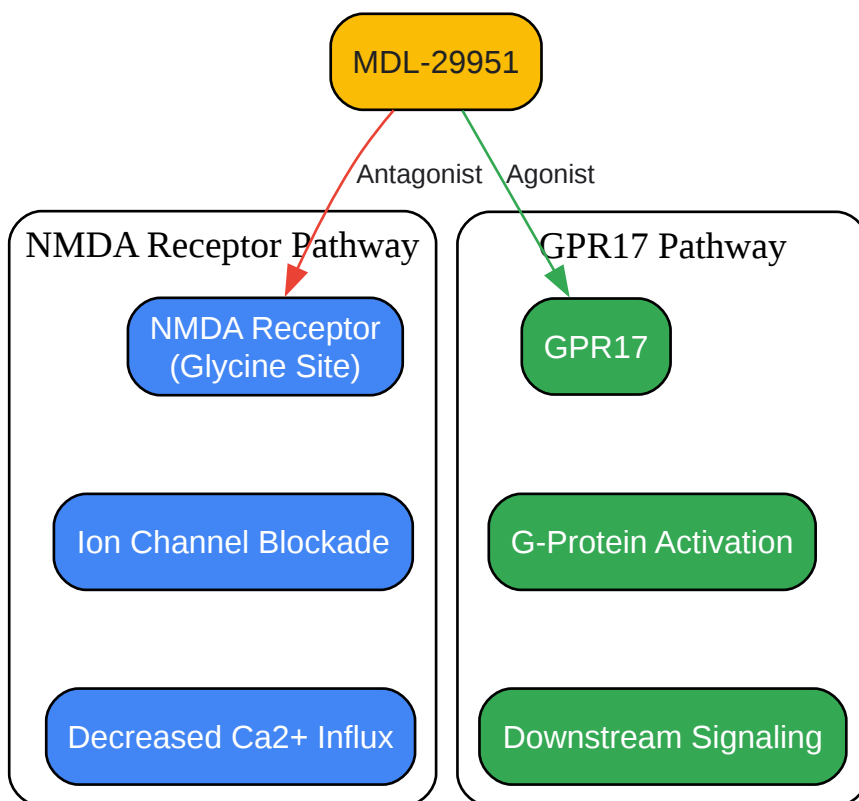 MDL-29951
Antagonist
Agonist
NMDA Receptor Pathway
NMDA Receptor
(Glycine Site)
Ion Channel Blockade
Decreased Ca2+ Influx
GPR17 Pathway
GPR17
G-Protein Activation
Downstream Signaling